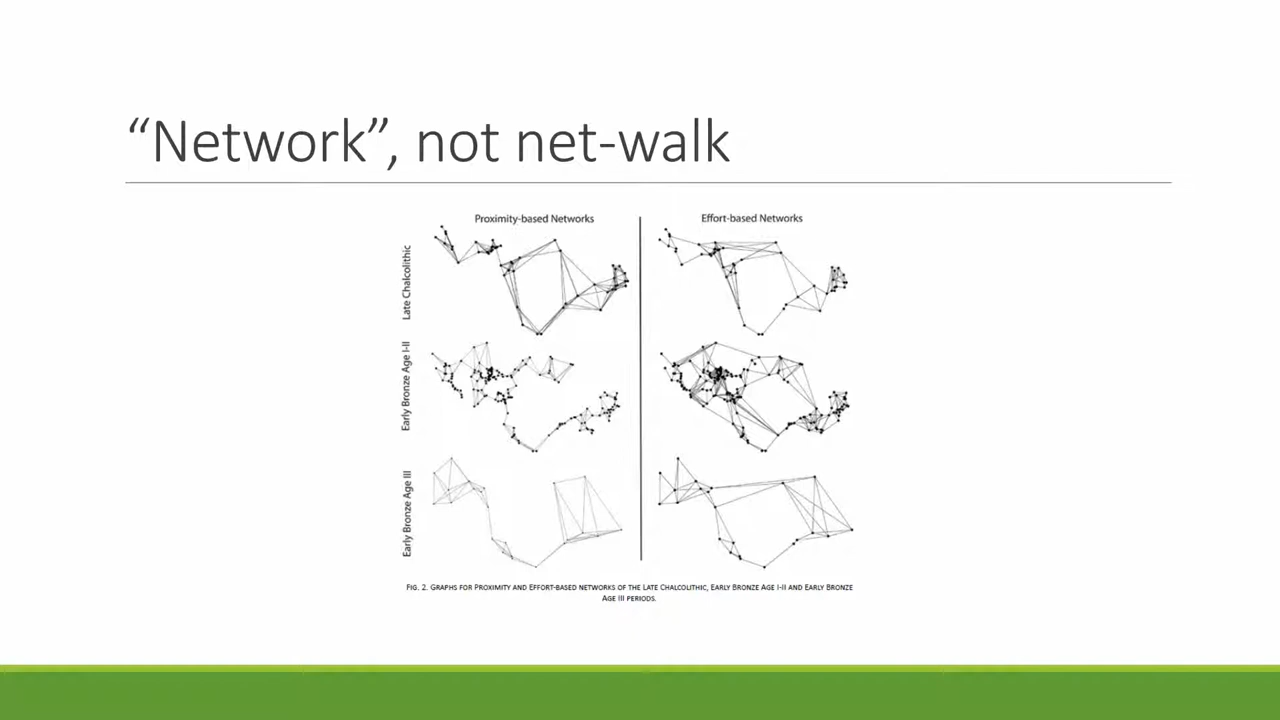 “Network”, not net-walk
Proximity-based Networks
Effort-based Networks
Late Chalcolithic
Early Bronze Age I-II
Early Bronze Age III
Fig. 2. Graphs for Proximity and Effort-based networks of the Late Chalcolithic, Early Bronze Age I-II and Early Bronze
Age III periods.